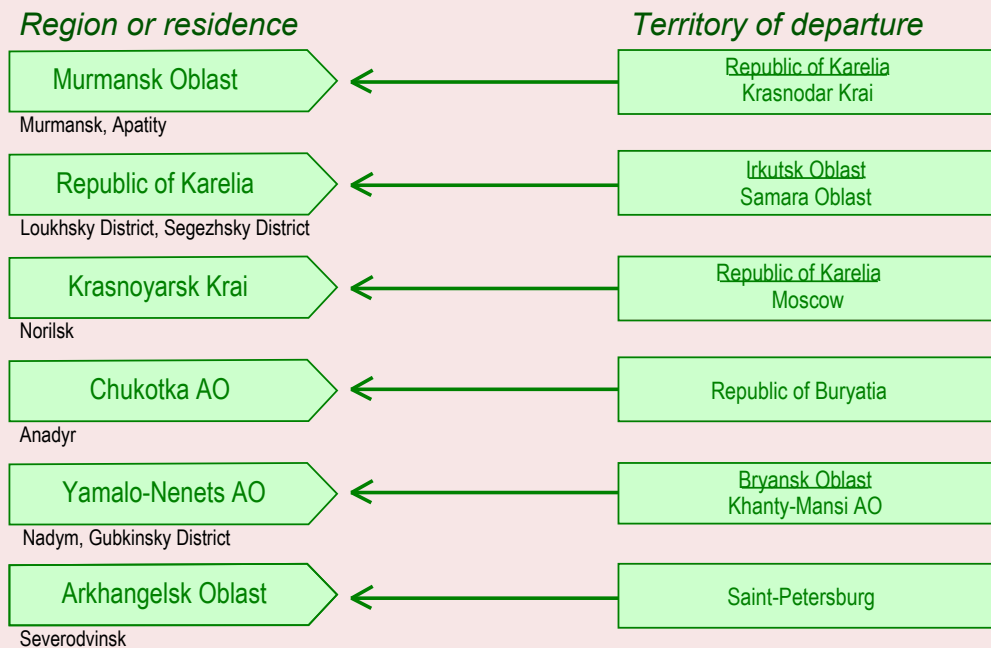 Region or residence
Territory of departure
Murmansk Oblast
Republic of Karelia
Krasnodar Krai
Murmansk, Apatity
Republic of Karelia
Irkutsk Oblast
Samara Oblast
Loukhsky District, Segezhsky District
Krasnoyarsk Krai
Republic of Karelia
Moscow
Norilsk
Chukotka AO
Republic of Buryatia
Anadyr
Yamalo-Nenets AO
Bryansk Oblast
Khanty-Mansi AO
Nadym, Gubkinsky District
Arkhangelsk Oblast
Saint-Petersburg
Severodvinsk